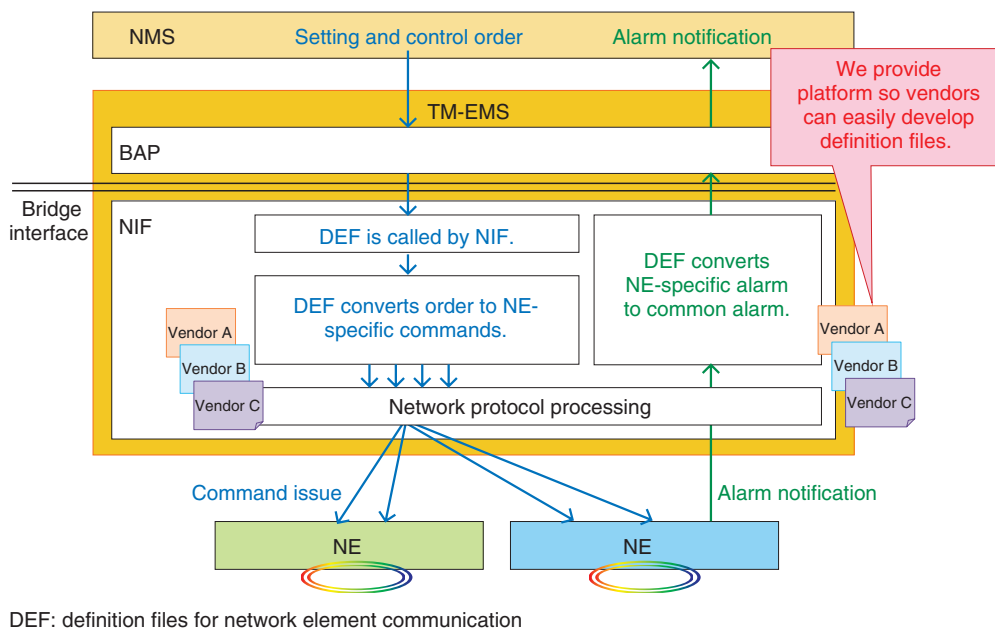 NMS
Setting and control order
Alarm notification
We provide
platform so vendors
can easily develop
definition files.
TM-EMS
BAP
Bridge
interface
NIF
DEF is called by NIF.
DEF converts order to NE-
specific commands.
DEF converts
NE-specific alarm
to common alarm.
Vendor A
Vendor B
Vendor C
Vendor A
Vendor B
Vendor C
Network protocol processing
Command issue
Alarm notification
NE
NE
DEF: definition files for network element communication